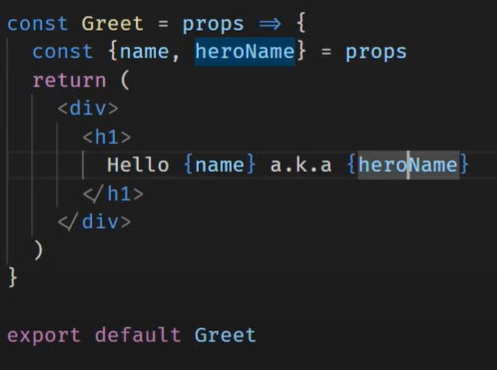 const Greet = props => {
const {name, heroName} = props
return (
<div>
<h1>
Hello {name} a.k.a {heroName}
</h1>
</div>
)
}
export default Greet